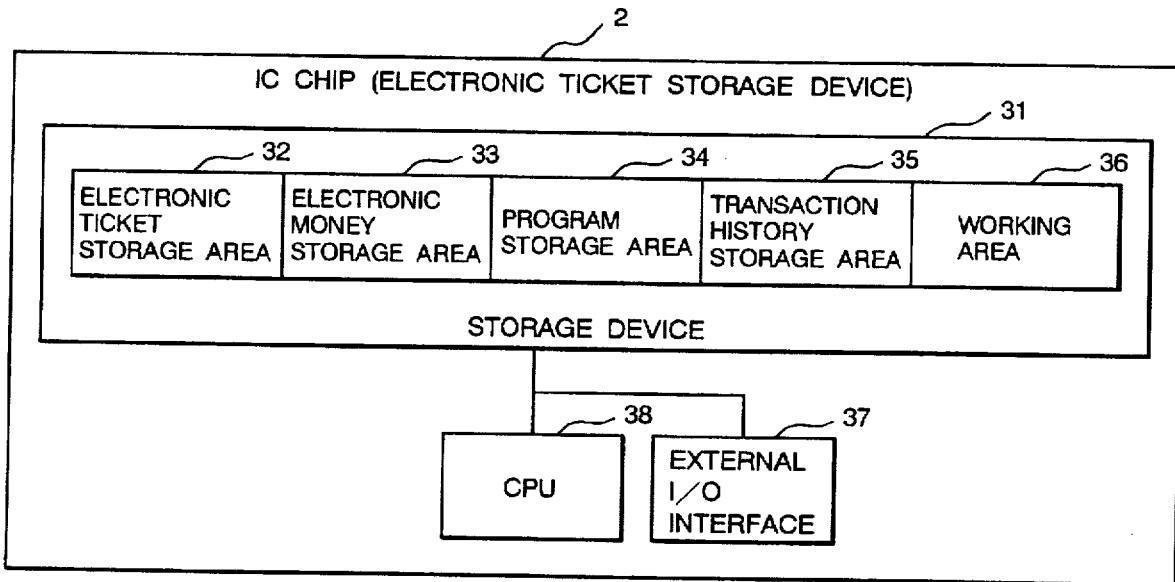 2
IC CHIP (ELECTRONIC TICKET STORAGE DEVICE)
31
32
33
34
35
36
ELECTRONIC
TICKET
STORAGE AREA
ELECTRONIC
MONEY
STORAGE AREA
PROGRAM
STORAGE AREA
TRANSACTION
HISTORY
STORAGE AREA
WORKING
AREA
STORAGE DEVICE
38
37
CPU
EXTERNAL
I/O
INTERFACE